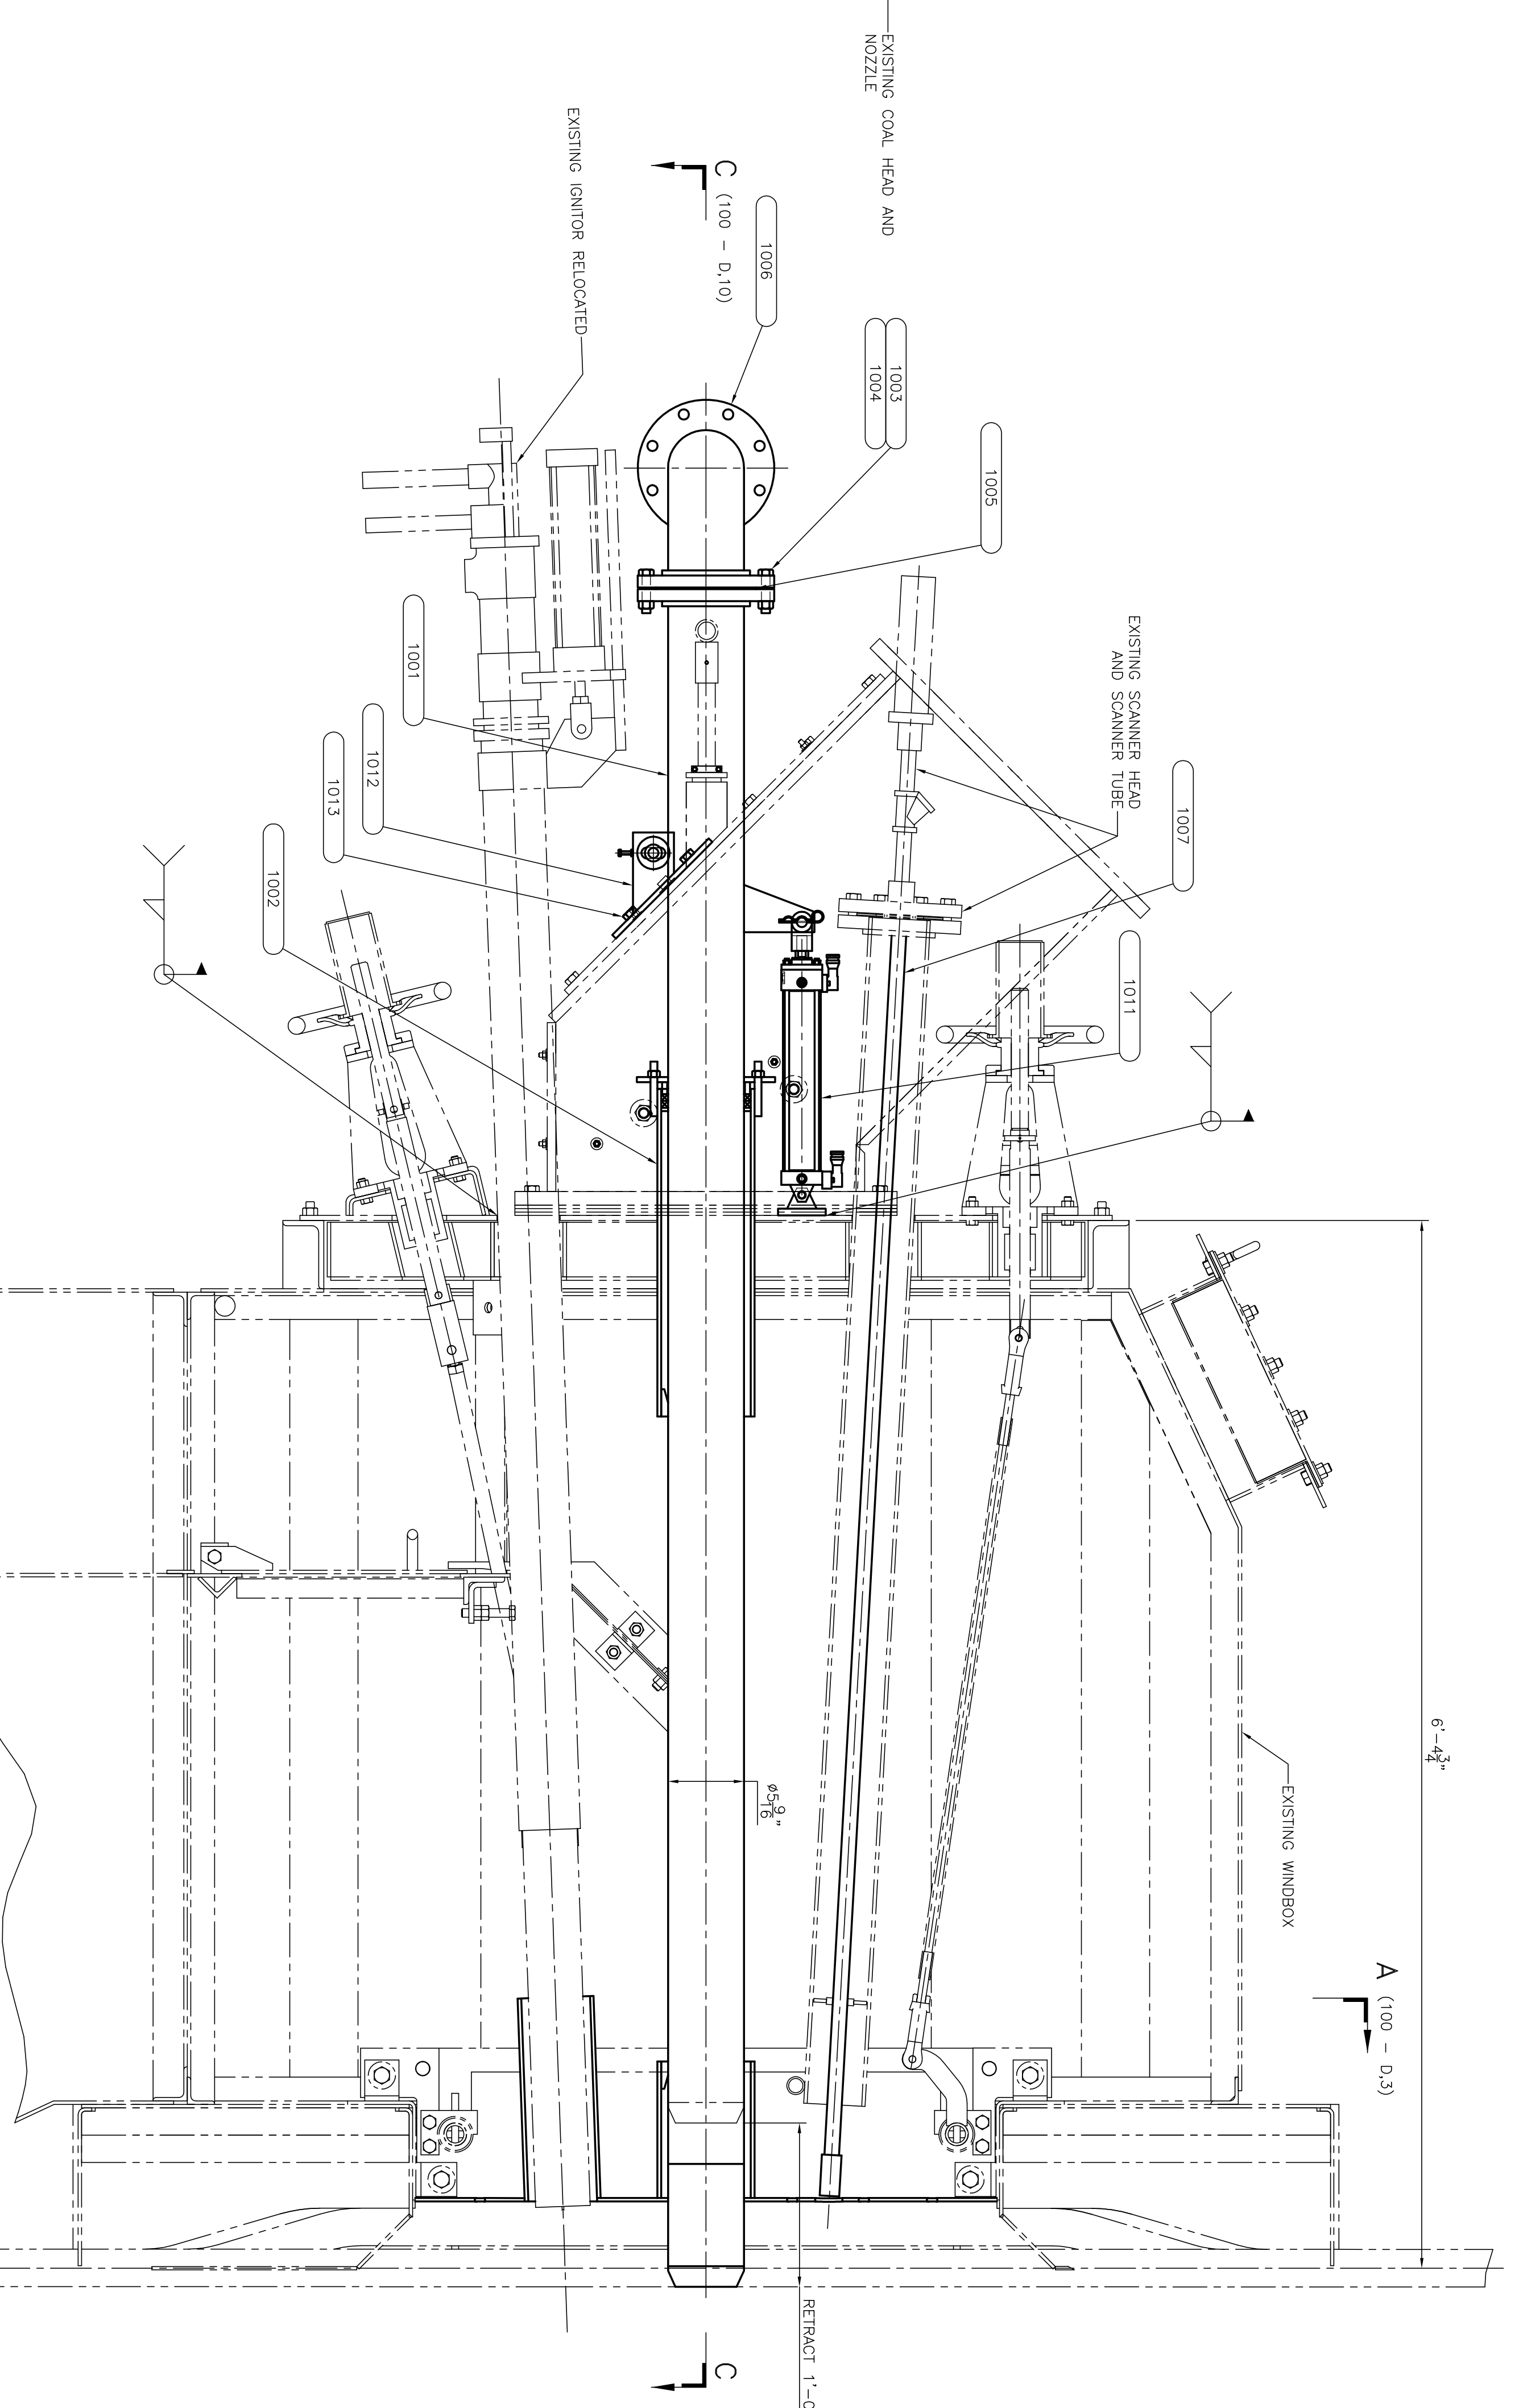 EXISTING COAL HEAD AND
NOZZLE
EXISTING IGNITOR RELOCATED
C (100 - D,10)
1006
1003
1004
1005
EXISTING SCANNER HEAD
AND SCANNER TUBE
1007
1011
1001
1012
1013
1002
6'-4 3/4"
EXISTING WINDBOX
ø5 9/16"
A (100 - D,3)
RETRACT 1'-0
C